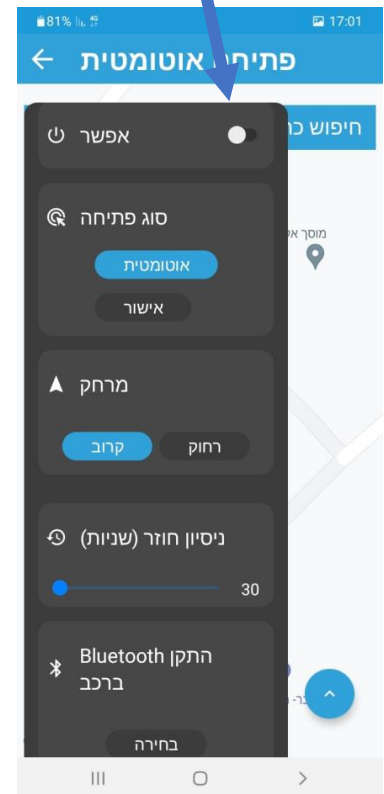 81% 4G 17:01
פתיחה אוטומטית
חיפוש
אפשר
סוג פתיחה
אוטומטית
אישור
מוסך
מרחק
קרוב רחוק
ניסיון חוזר (שניות)
30
התקן Bluetooth
ברכב
בחירה